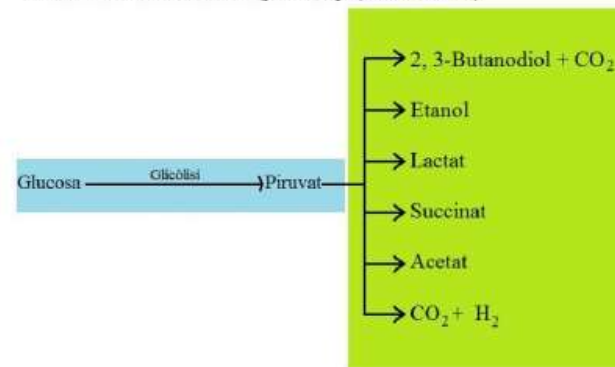 2, 3-Butanodiol + CO₂
Etanol
Glicòlisi
Glucosa Piruvat Lactat
Succinat
Acetat
CO₂ + H₂